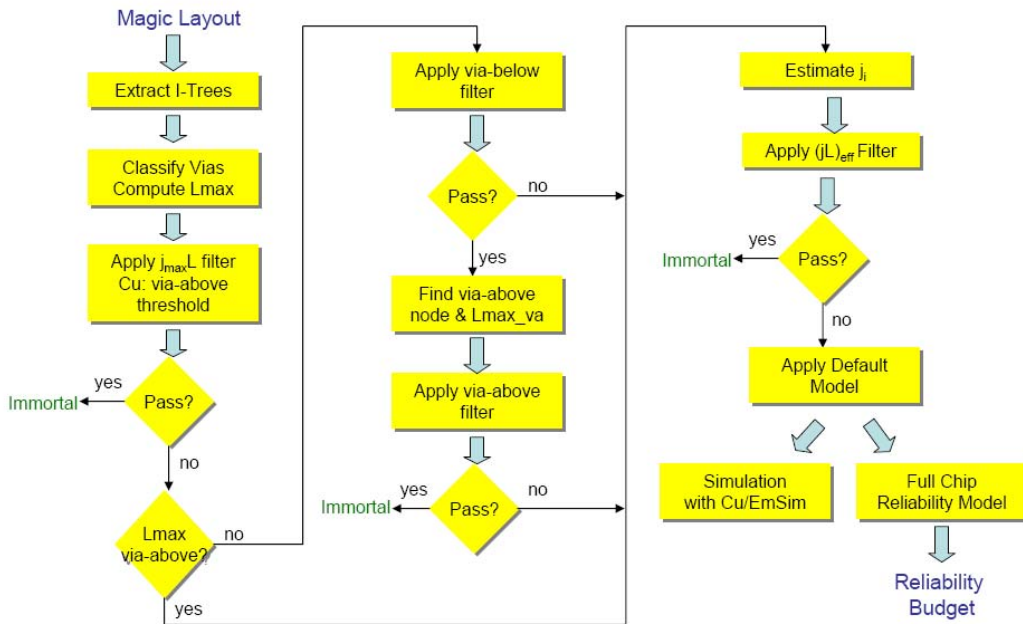 Magic Layout
Extract I-Trees
Classify Vias
Compute Lmax
Apply jmaxL filter
Cu: via-above
threshold
Pass?
yes
Immortal
no
Lmax
via-above?
no
yes
Apply via-below
filter
Pass?
no
yes
Find via-above
node & Lmax_va
Apply via-above
filter
Pass?
yes
Immortal
no
Estimate ji
Apply (jL)eff Filter
Pass?
yes
Immortal
no
Apply Default
Model
Simulation
with Cu/EmSim
Full Chip
Reliability Model
Reliability
Budget